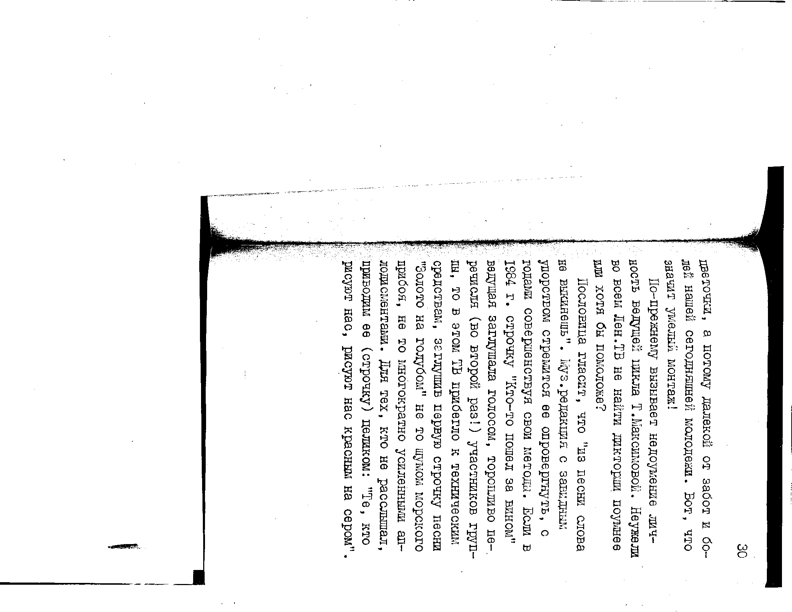 30
цветочки, а потому далекой от забот и бо-
лей нашей сегодняшней молодежи. Вот, что
значит умелый монтаж!
По-прежнему вызывает недоумение лич-
ность ведущей цикла Т.Максимовой. Неужели
во всем Лен.ТВ не найти дикторши поумнее
или хотя бы помоложе?
Пословица гласит, что "из песни слова
не выкинешь". Муз.редакция с завидным
упорством стремится ее опровергнуть, с
годами совершенствуя свои методы. Если в
1984 г. строчку "Кто-то пошел за вином"
ведущая заглушала голосом, торопливо пе-
речисля (во второй раз!) участников груп-
пы, то в этом ТВ прибегло к техническим
средствам, заглушив первую строчку песни
"Золото на голубом" не то шумом морского
прибоя, не то многократно усиленными ап-
лодисментами. Для тех, кто не расслышал,
приводим ее (строчку) целиком: "Те, кто
рисуют нас, рисуют нас красным на сером".